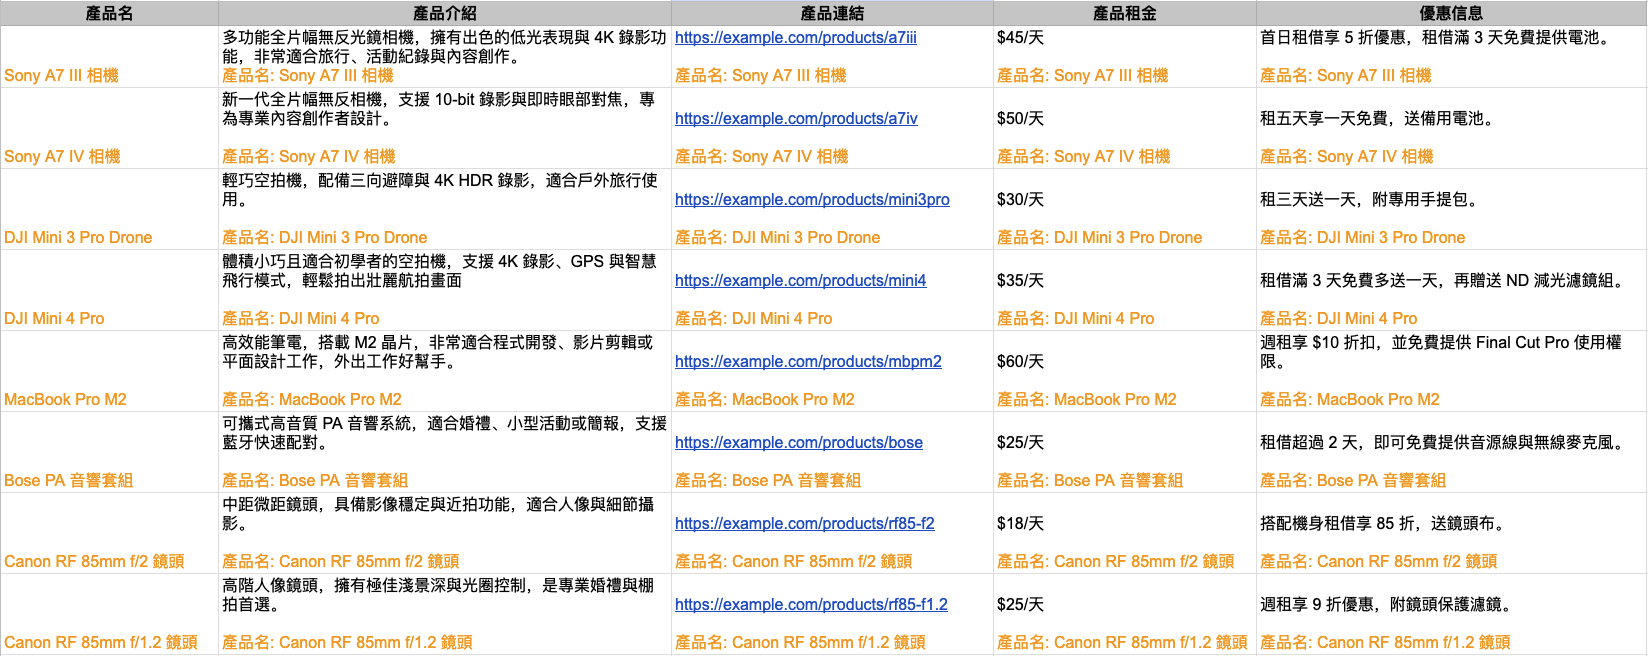 產品名
產品介紹
產品連結
產品租金
優惠信息
Sony A7 III 相機
多功能全片幅無反光鏡相機，擁有出色的低光表現與 4K 錄影功
能，非常適合旅行、活動紀錄與內容創作。
產品名: Sony A7 III 相機
https://example.com/products/a7iii
產品名: Sony A7 III 相機
$45/天
產品名: Sony A7 III 相機
首日租借享 5 折優惠，租借滿 3 天免費提供電池。
產品名: Sony A7 III 相機
Sony A7 IV 相機
新一代全片幅無反相機，支援 10-bit 錄影與即時眼部對焦，專
為專業內容創作者設計。
產品名: Sony A7 IV 相機
https://example.com/products/a7iv
產品名: Sony A7 IV 相機
$50/天
產品名: Sony A7 IV 相機
租五天享一天免費，送備用電池。
產品名: Sony A7 IV 相機
DJI Mini 3 Pro Drone
輕巧空拍機，配備三向避障與 4K HDR 錄影，適合戶外旅行使
用。
產品名: DJI Mini 3 Pro Drone
https://example.com/products/mini3pro
產品名: DJI Mini 3 Pro Drone
$30/天
產品名: DJI Mini 3 Pro Drone
租三天送一天，附專用手提包。
產品名: DJI Mini 3 Pro Drone
DJI Mini 4 Pro
體積小巧且適合初學者的空拍機，支援 4K 錄影、GPS 與智慧
飛行模式，輕鬆拍出壯麗航拍畫面
產品名: DJI Mini 4 Pro
https://example.com/products/mini4
產品名: DJI Mini 4 Pro
$35/天
產品名: DJI Mini 4 Pro
租借滿 3 天免費多送一天，再贈送 ND 減光濾鏡組。
產品名: DJI Mini 4 Pro
MacBook Pro M2
高效能筆電，搭載 M2 晶片，非常適合程式開發、影片剪輯或
平面設計工作，外出工作好幫手。
產品名: MacBook Pro M2
https://example.com/products/mbpm2
產品名: MacBook Pro M2
$60/天
產品名: MacBook Pro M2
週租享 $10 折扣，並免費提供 Final Cut Pro 使用權
限。
產品名: MacBook Pro M2
Bose PA 音響套組
可攜式高音質 PA 音響系統，適合婚禮、小型活動或簡報，支援
藍牙快速配對。
產品名: Bose PA 音響套組
https://example.com/products/bose
產品名: Bose PA 音響套組
$25/天
產品名: Bose PA 音響套組
租借超過 2 天，即可免費提供音源線與無線麥克風。
產品名: Bose PA 音響套組
Canon RF 85mm f/2 鏡頭
中距微距鏡頭，具備影像穩定與近拍功能，適合人像與細節攝
影。
產品名: Canon RF 85mm f/2 鏡頭
https://example.com/products/rf85-f2
產品名: Canon RF 85mm f/2 鏡頭
$18/天
產品名: Canon RF 85mm f/2 鏡頭
搭配機身租借享 85 折，送鏡頭布。
產品名: Canon RF 85mm f/2 鏡頭
Canon RF 85mm f/1.2 鏡頭
高階人像鏡頭，擁有極佳淺景深與光圈控制，是專業婚禮與棚
拍首選。
產品名: Canon RF 85mm f/1.2 鏡頭
https://example.com/products/rf85-f1.2
產品名: Canon RF 85mm f/1.2 鏡頭
$25/天
產品名: Canon RF 85mm f/1.2 鏡頭
週租享 9 折優惠，附鏡頭保護濾鏡。
產品名: Canon RF 85mm f/1.2 鏡頭